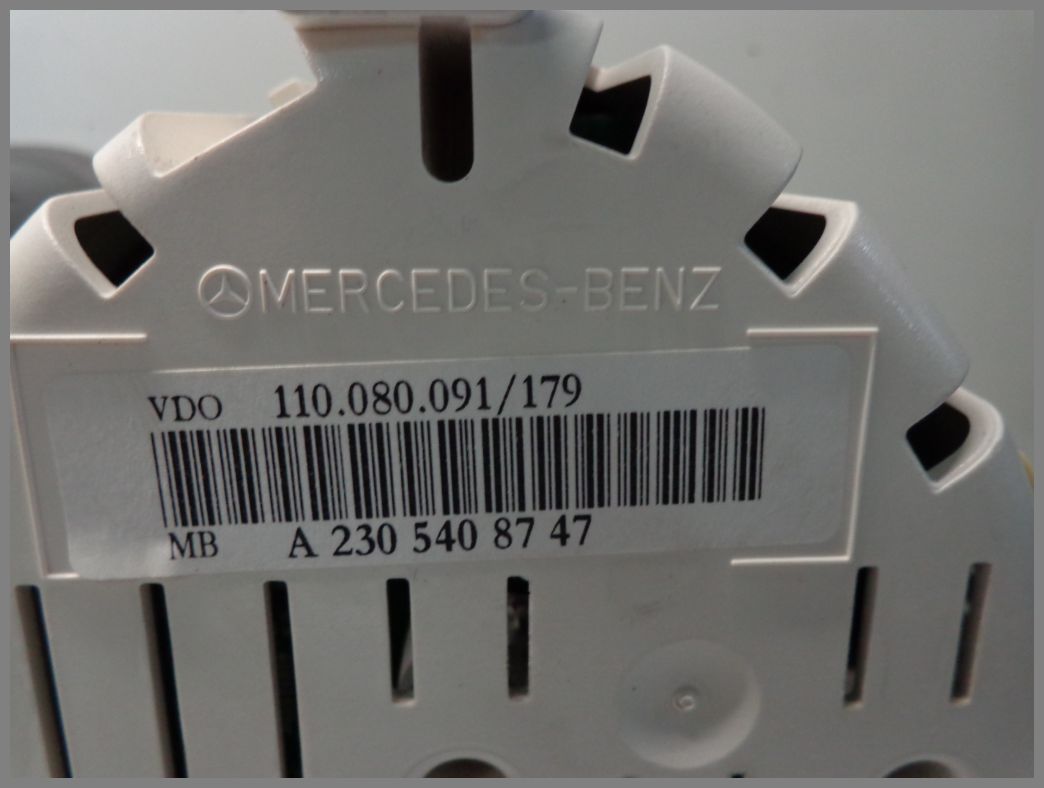 MERCEDES-BENZ
VDO 110.080.091/179
MB A 230 540 87 47